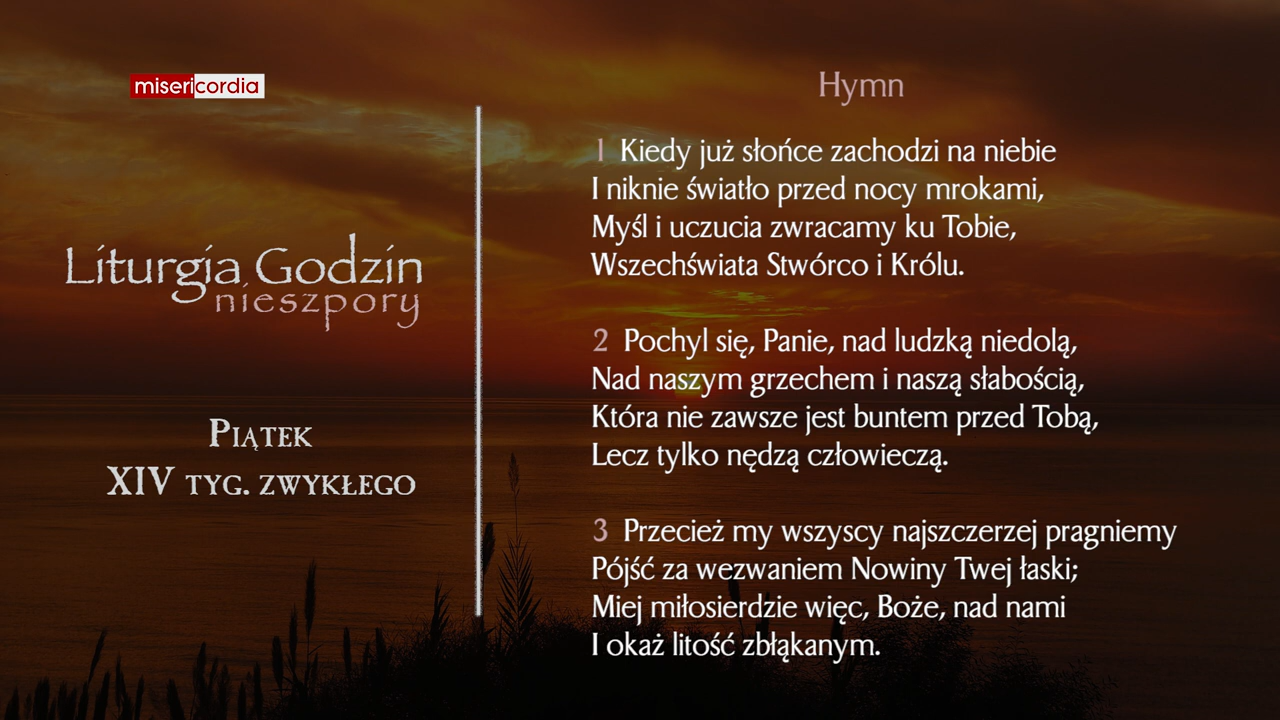 misericordia
Liturgia Godzin
nieszpory
Piątek
XIV tyg. zwykłego
Hymn
1 Kiedy już słońce zachodzi na niebie
I niknie światło przed nocy mrokami,
Myśl i uczucia zwracamy ku Tobie,
Wszechświata Stwórco i Królu.
2 Pochyl się, Panie, nad ludzką niedolą,
Nad naszym grzechem i naszą słabością,
Która nie zawsze jest buntem przed Tobą,
Lecz tylko nędzą człowieczą.
3 Przecież my wszyscy najszczerzej pragniemy
Pójść za wezwaniem Nowiny Twej łaski;
Miej miłosierdzie więc, Boże, nad nami
I okaż litość zbłąkanym.